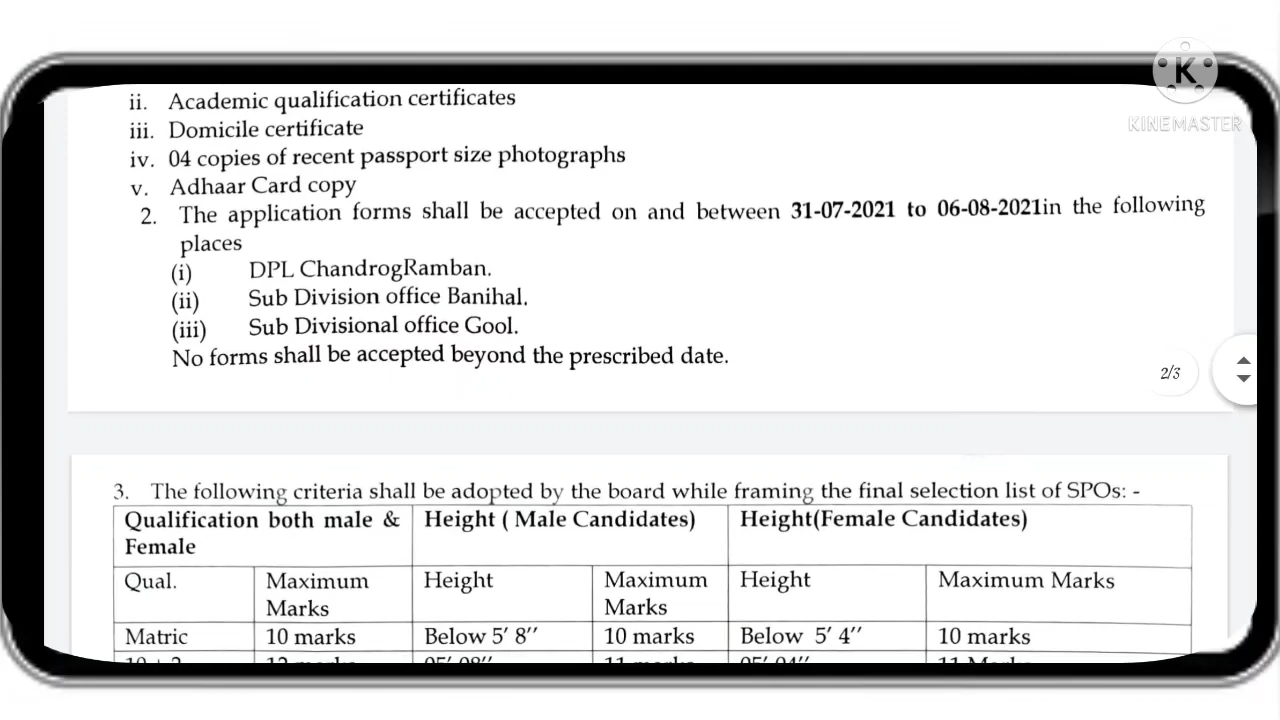 K
KINEMASTER
ii. Academic qualification certificates
iii. Domicile certificate
iv. 04 copies of recent passport size photographs
v. Adhaar Card copy
2. The application forms shall be accepted on and between 31-07-2021 to 06-08-2021in the following
places
(i) DPL ChandrogRamban.
(ii) Sub Division office Banihal.
(iii) Sub Divisional office Gool.
No forms shall be accepted beyond the prescribed date.
2/3
3. The following criteria shall be adopted by the board while framing the final selection list of SPOs: -
Qualification both male & Height ( Male Candidates) Height(Female Candidates)
Female
Qual. Maximum Height Maximum Height Maximum Marks
Marks Marks
Matric 10 marks Below 5' 8'' 10 marks Below 5' 4'' 10 marks